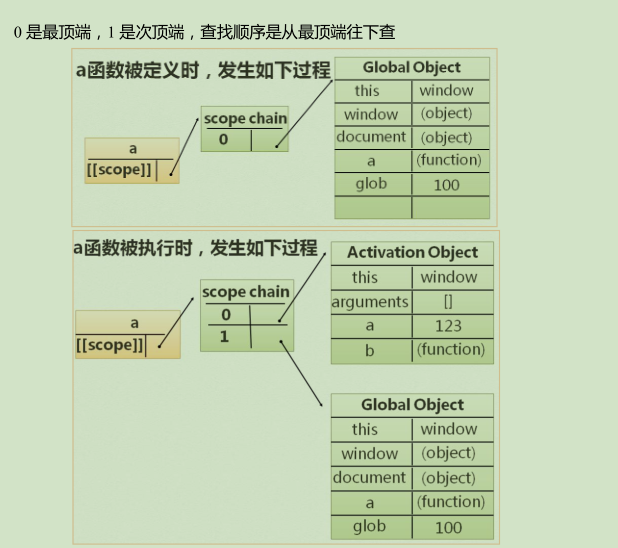 0 是最顶端，1 是次顶端，查找顺序是从最顶端往下查
a函数被定义时，发生如下过程
a
[[scope]]
scope chain
0
Global Object
this window
window (object)
document (object)
a (function)
glob 100
a函数被执行时，发生如下过程
a
[[scope]]
scope chain
0
1
Activation Object
this window
arguments []
a 123
b (function)
Global Object
this window
window (object)
document (object)
a (function)
glob 100